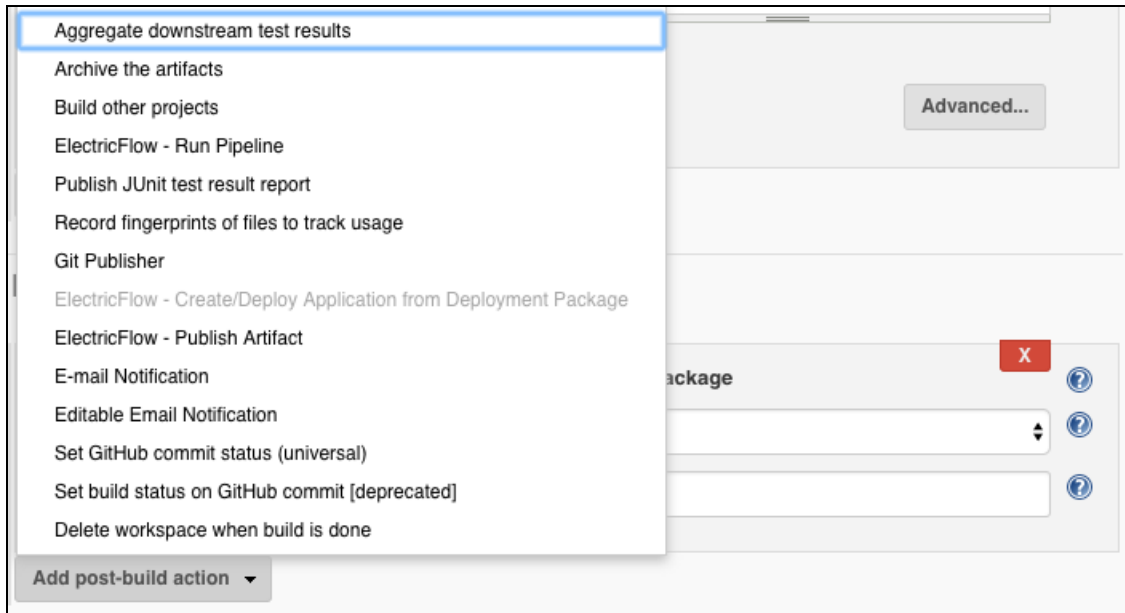 Aggregate downstream test results
Archive the artifacts
Build other projects
Advanced...
ElectricFlow - Run Pipeline
Publish JUnit test result report
Record fingerprints of files to track usage
Git Publisher
ElectricFlow - Create/Deploy Application from Deployment Package
ElectricFlow - Publish Artifact
X
E-mail Notification
ackage
Editable Email Notification
Set GitHub commit status (universal)
Set build status on GitHub commit [deprecated]
Delete workspace when build is done
Add post-build action